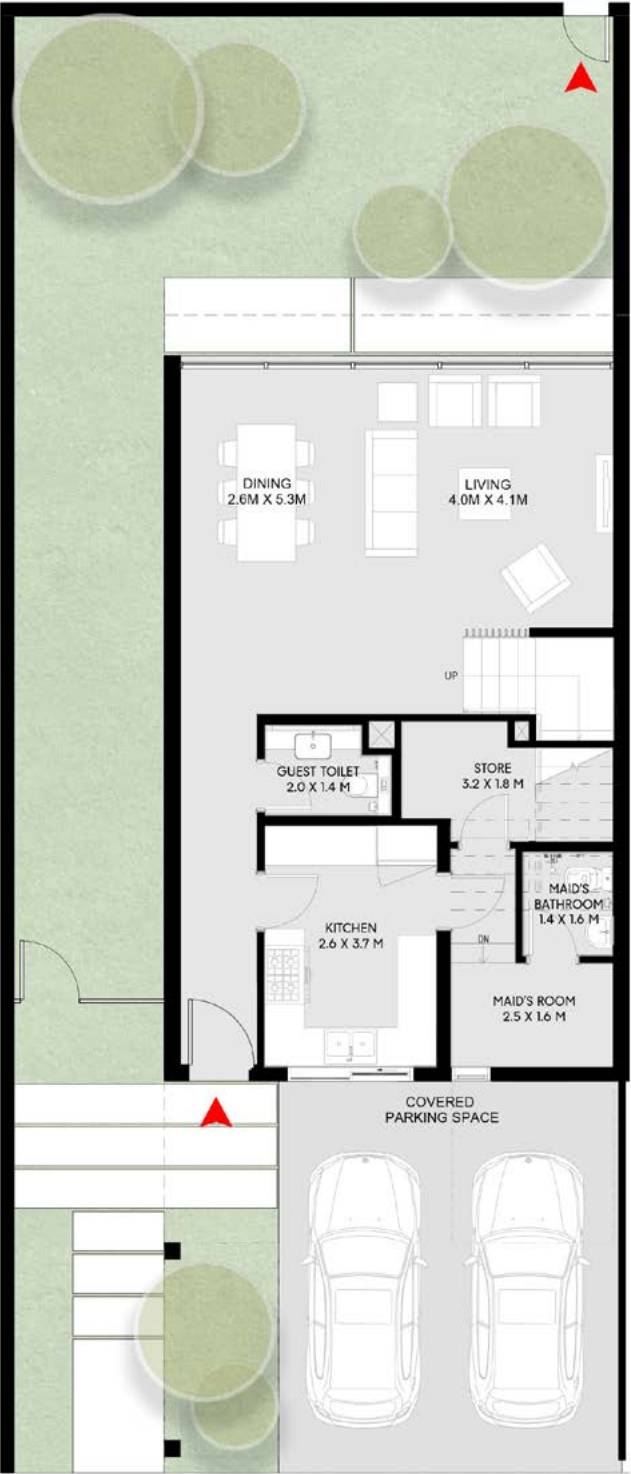 DINING
2.6M X 5.3M
LIVING
4.0M X 4.1M
UP
GUEST TOILET
2.0 X 1.4 M
STORE
3.2 X 1.8 M
MAID'S
BATHROOM
1.4 X 1.6 M
KITCHEN
2.6 X 3.7 M
DN
MAID'S ROOM
2.5 X 1.6 M
COVERED
PARKING SPACE